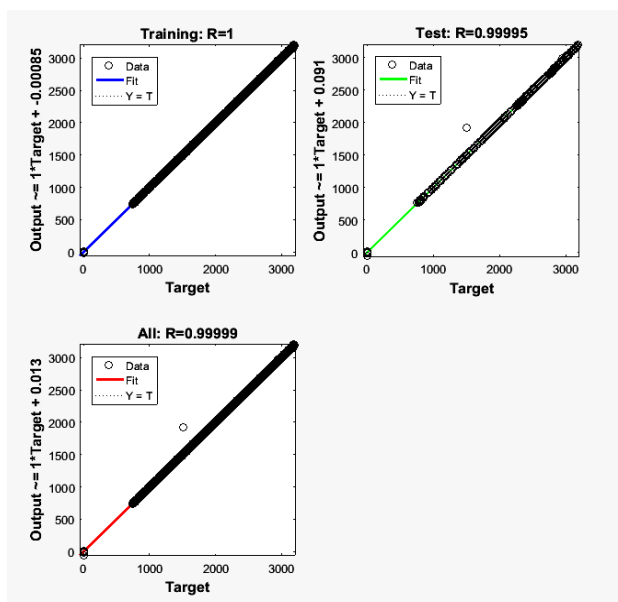 Training: R=1
Output ~= 1*Target + -0.00085
3000
2500
2000
1500
1000
500
0
Data
Fit
Y = T
0
1000
2000
3000
Target
Test: R=0.99995
Output ~= 1*Target + 0.091
3000
2500
2000
1500
1000
500
0
Data
Fit
Y = T
0
1000
2000
3000
Target
All: R=0.99999
Output ~= 1*Target + 0.013
3000
2500
2000
1500
1000
500
0
Data
Fit
Y = T
0
1000
2000
3000
Target